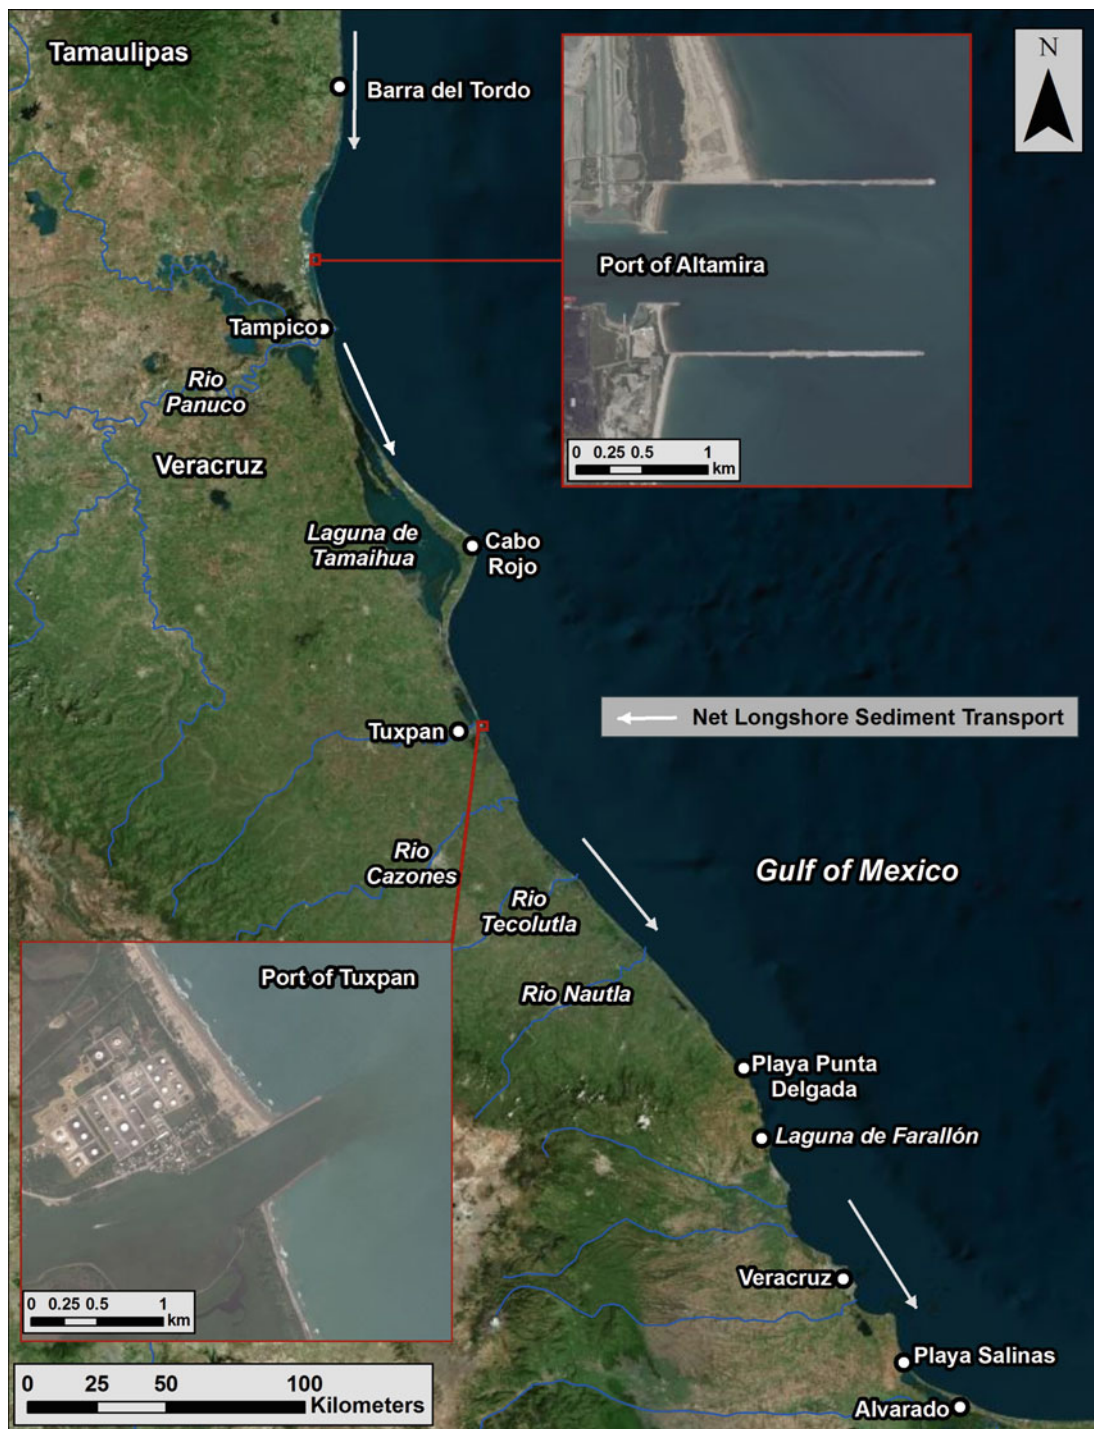 Tamaulipas
Barra del Tordo
N
Port of Altamira
0 0.25 0.5 1
km
Tampico
Rio
Panuco
Veracruz
Laguna de
Tamaihua
Cabo
Rojo
Net Longshore Sediment Transport
Tuxpan
Gulf of Mexico
Rio
Cazones
Rio
Tecolutla
Rio Nautla
Port of Tuxpan
0 0.25 0.5 1
km
Playa Punta
Delgada
Laguna de Farallón
Veracruz
Playa Salinas
Alvarado
0 25 50 100
Kilometers